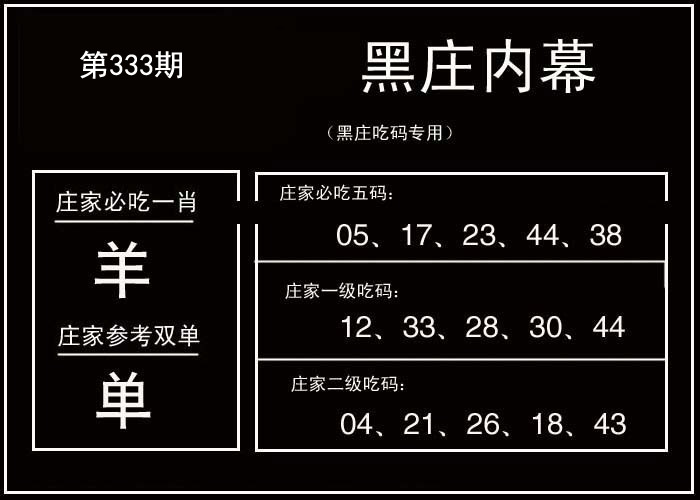 第333期
黑庄内幕
（黑庄吃码专用）
庄家必吃一肖
羊
庄家参考双单
单
庄家必吃五码:
05、17、23、44、38
庄家一级吃码:
12、33、28、30、44
庄家二级吃码:
04、21、26、18、43